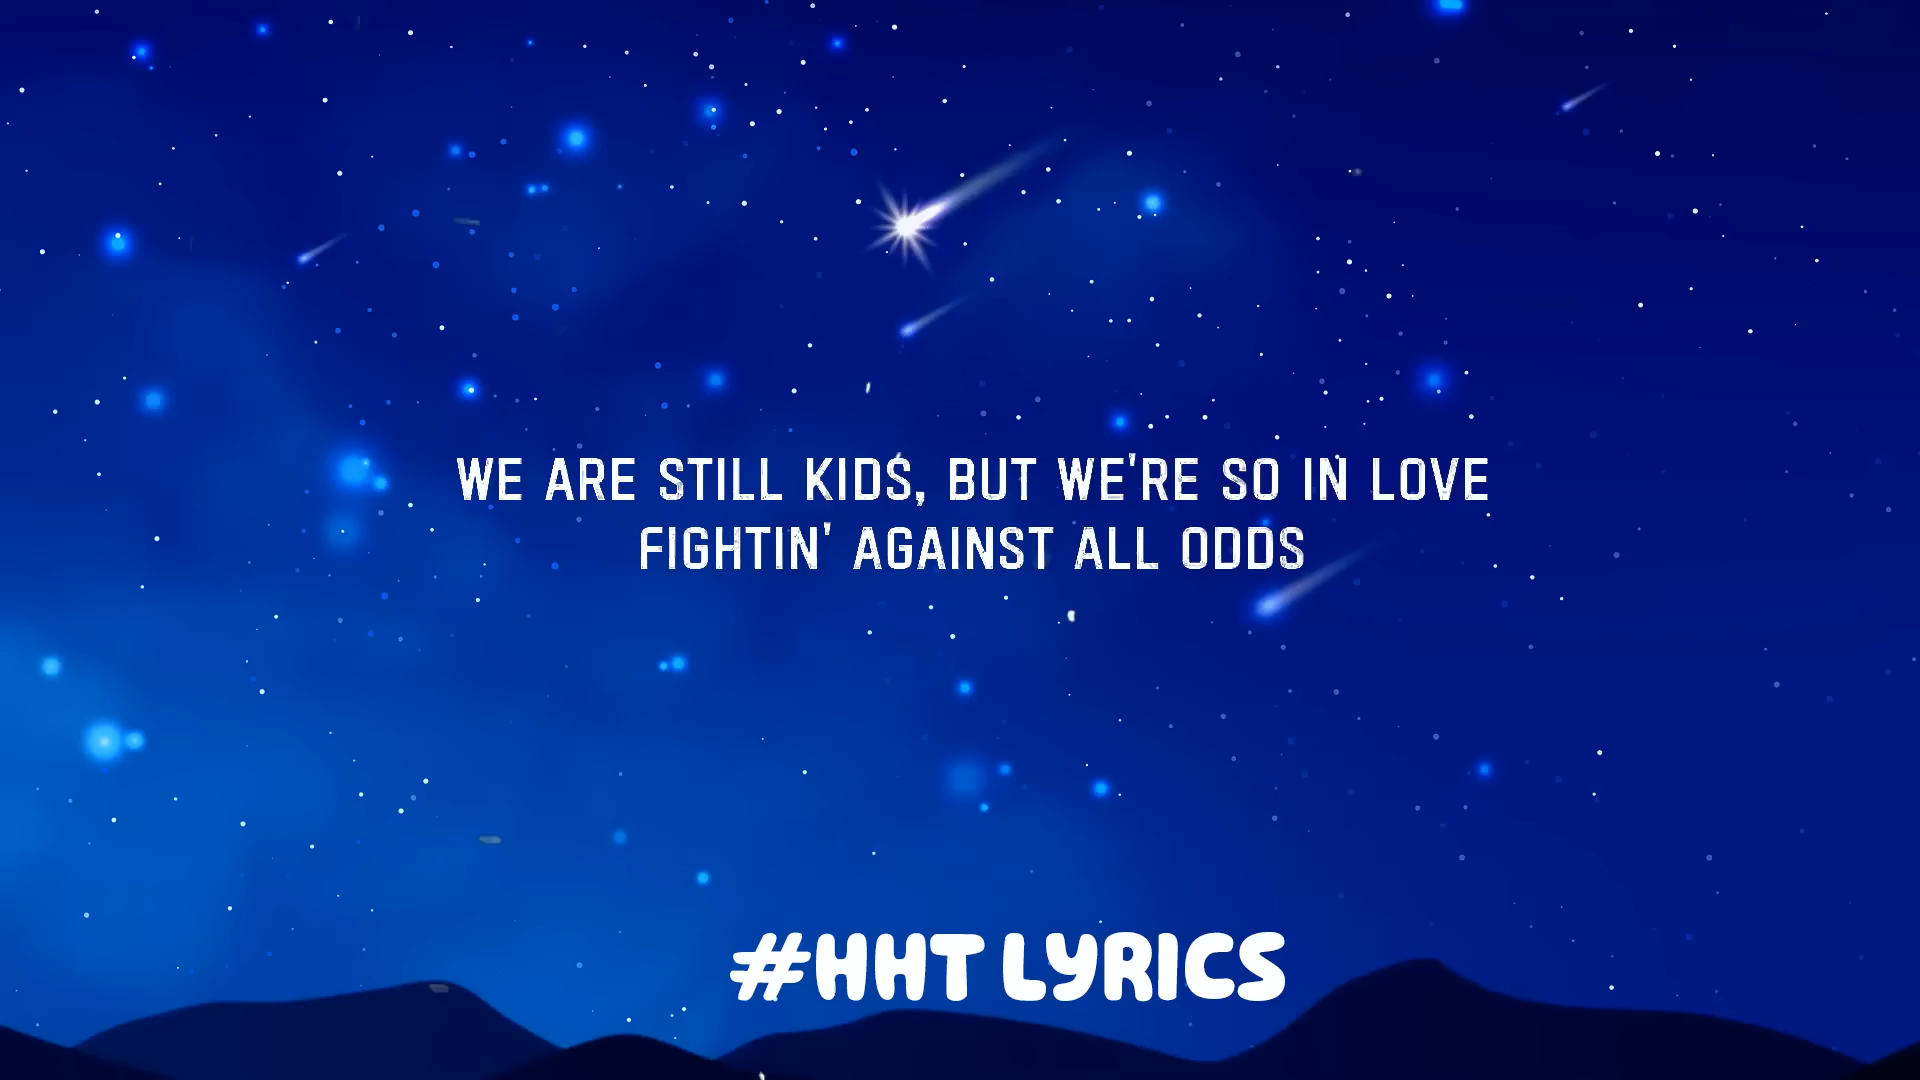 WE ARE STILL KIDS, BUT WE'RE SO IN LOVE
FIGHTIN' AGAINST ALL ODDS
#HHT LYRICS